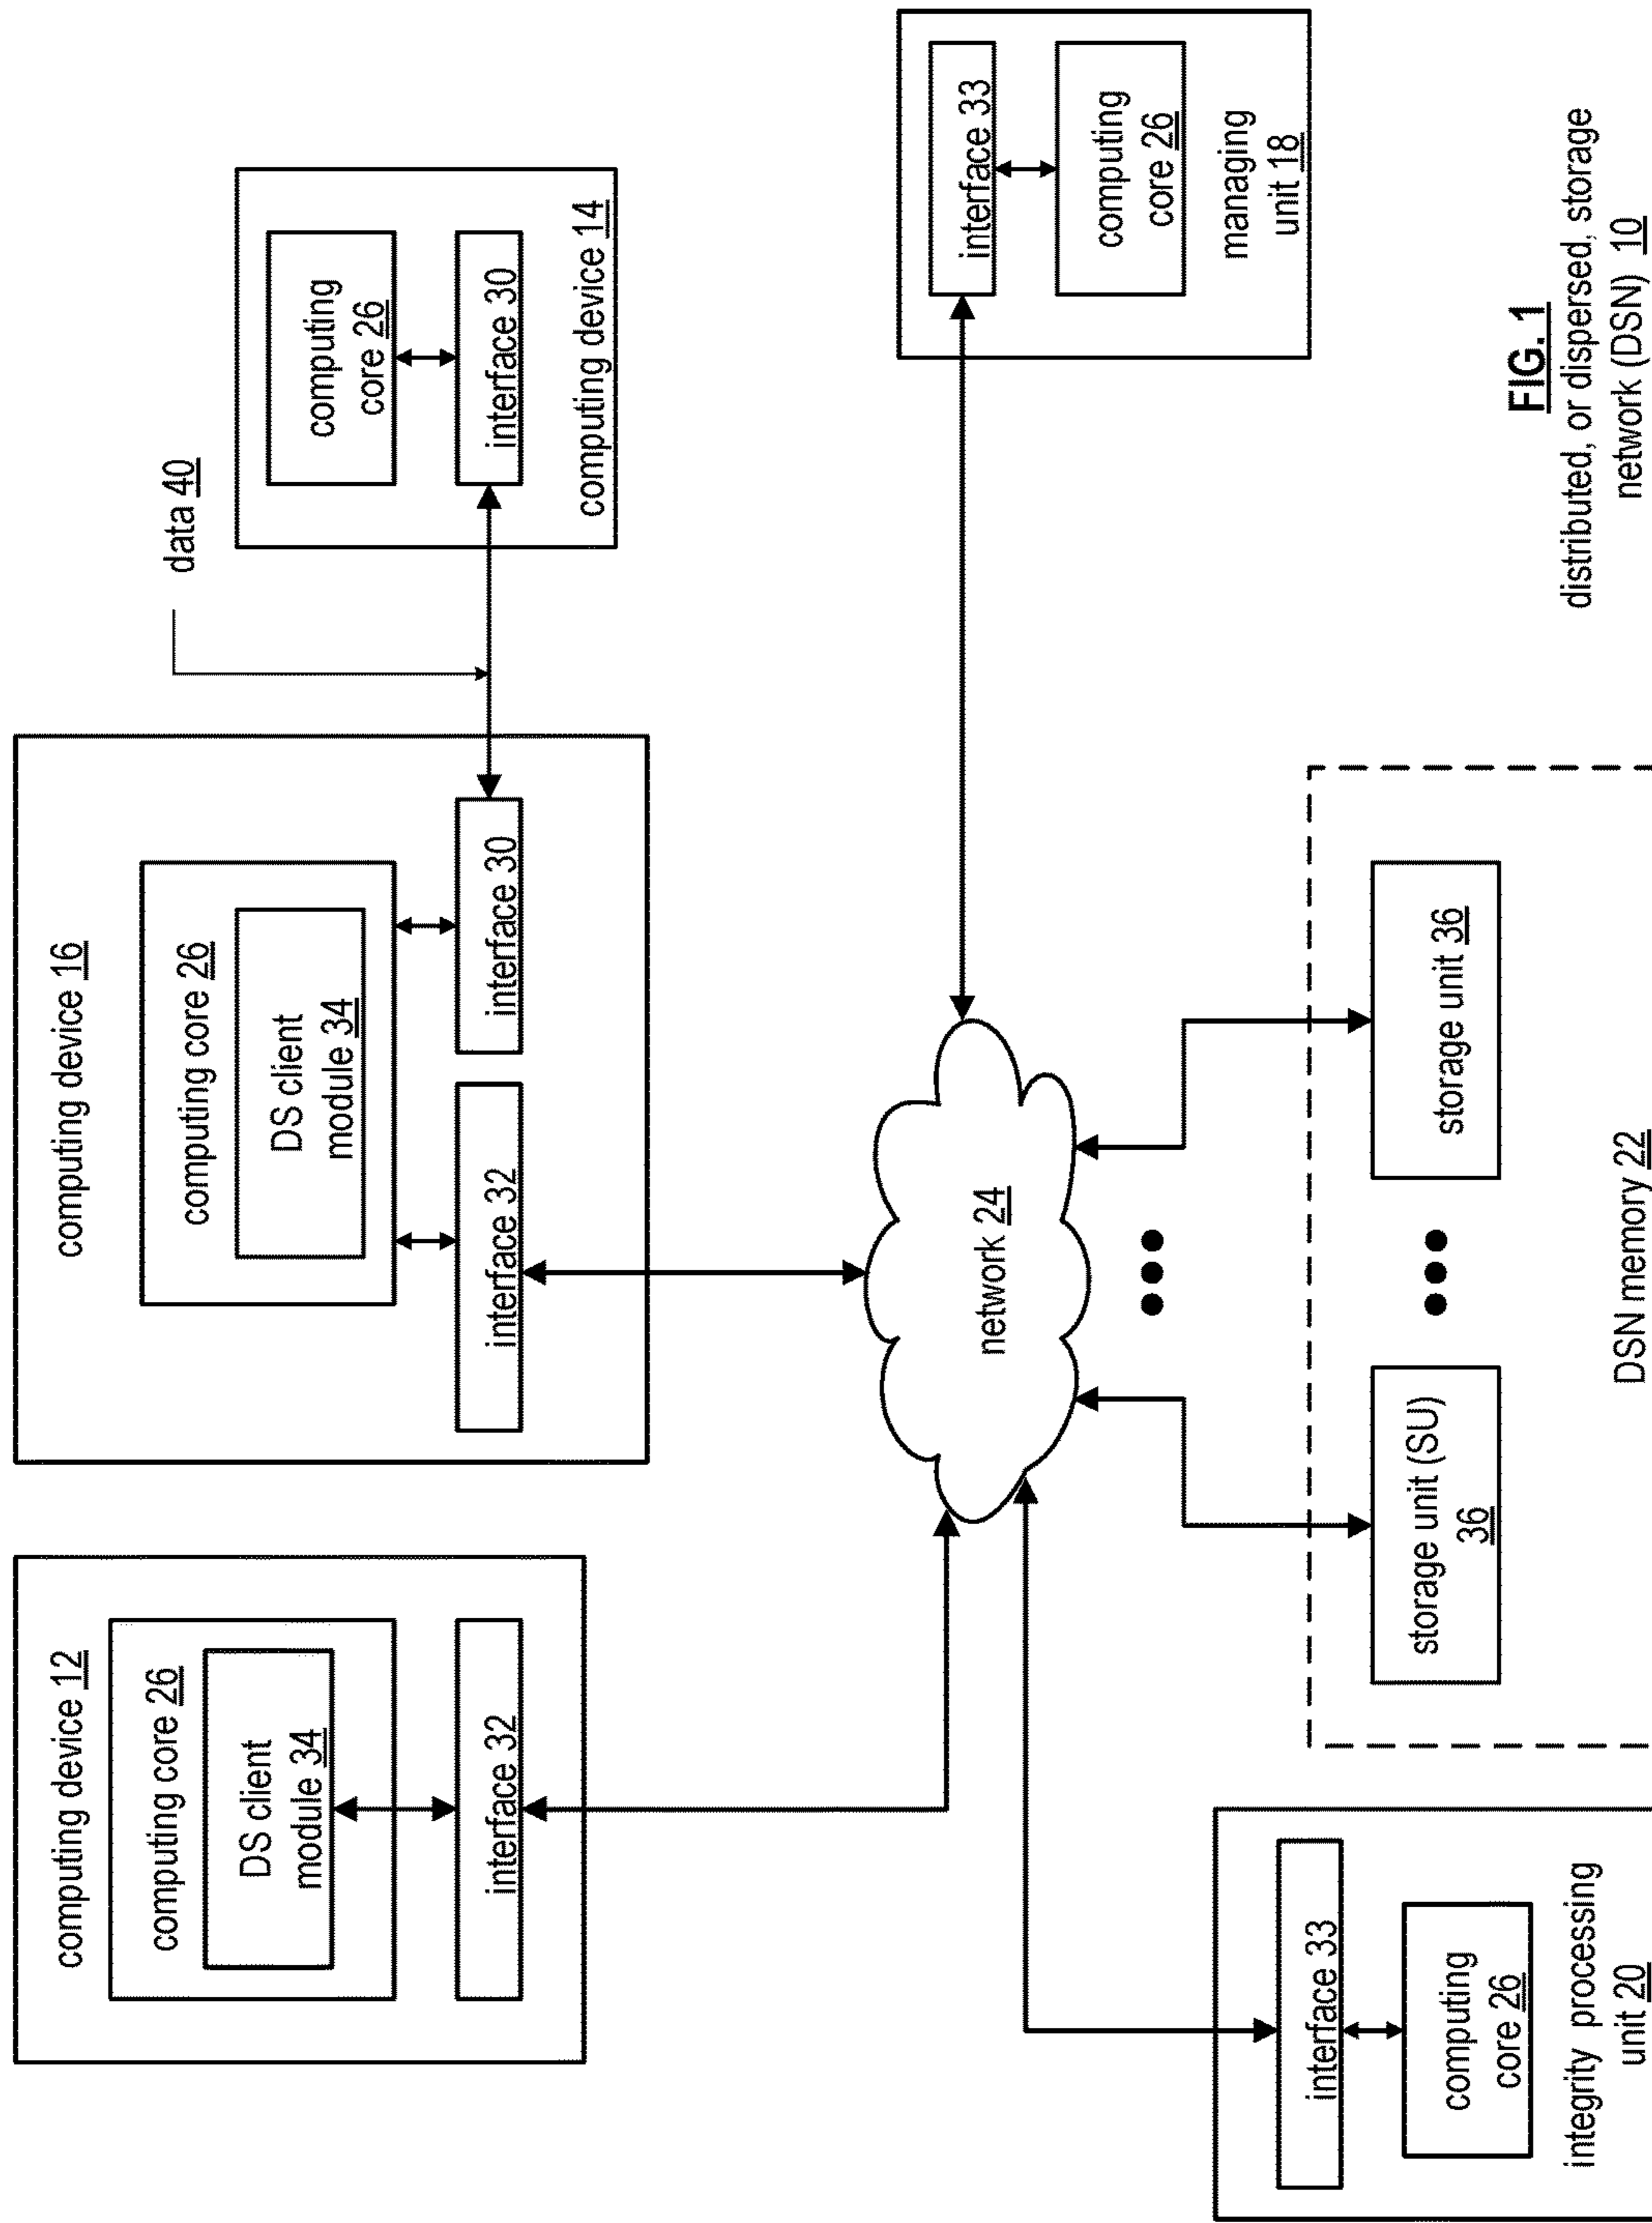 computing device 12
computing core 26
DS client
module 34
interface 32
computing device 16
computing core 26
DS client
module 34
interface 32
interface 30
data 40
computing
core 26
interface 30
computing device 14
network 24
interface 33
computing
core 26
managing
unit 18
interface 33
computing
core 26
integrity processing
unit 20
storage unit (SU)
36
storage unit 36
DSN memory 22
FIG. 1
distributed, or dispersed, storage
network (DSN) 10